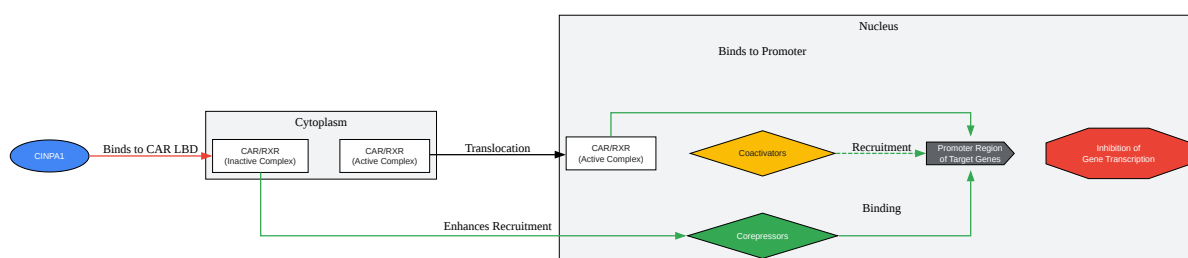 Nucleus
Binds to Promoter
Cytoplasm
CINPA1
Binds to CAR LBD
CAR/RXR
(Inactive Complex)
CAR/RXR
(Active Complex)
Translocation
CAR/RXR
(Active Complex)
Coactivators
Recruitment
Promoter Region
of Target Genes
Inhibition of
Gene Transcription
Enhances Recruitment
Corepressors
Binding